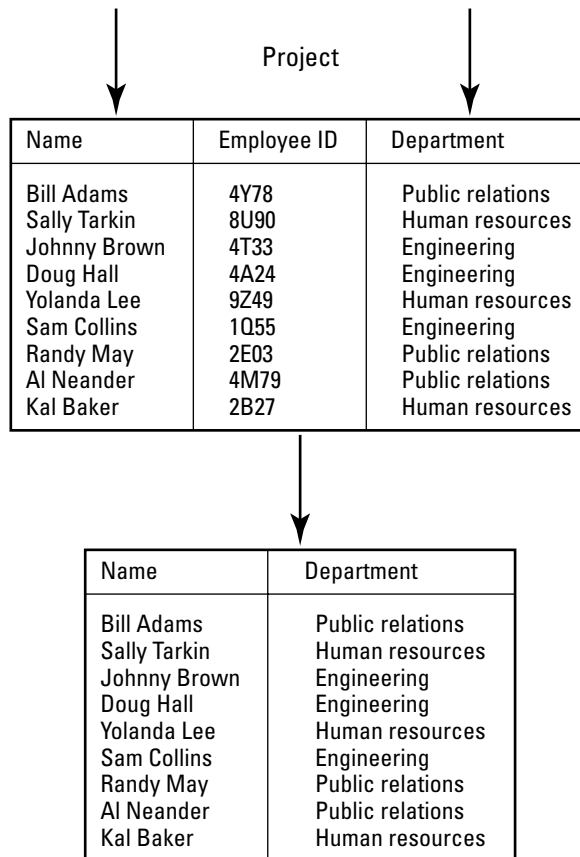 Project
Name Employee ID Department
Bill Adams 4Y78 Public relations
Sally Tarkin 8U90 Human resources
Johnny Brown 4T33 Engineering
Doug Hall 4A24 Engineering
Yolanda Lee 9Z49 Human resources
Sam Collins 1Q55 Engineering
Randy May 2E03 Public relations
Al Neander 4M79 Public relations
Kal Baker 2B27 Human resources
Name Department
Bill Adams Public relations
Sally Tarkin Human resources
Johnny Brown Engineering
Doug Hall Engineering
Yolanda Lee Human resources
Sam Collins Engineering
Randy May Public relations
Al Neander Public relations
Kal Baker Human resources